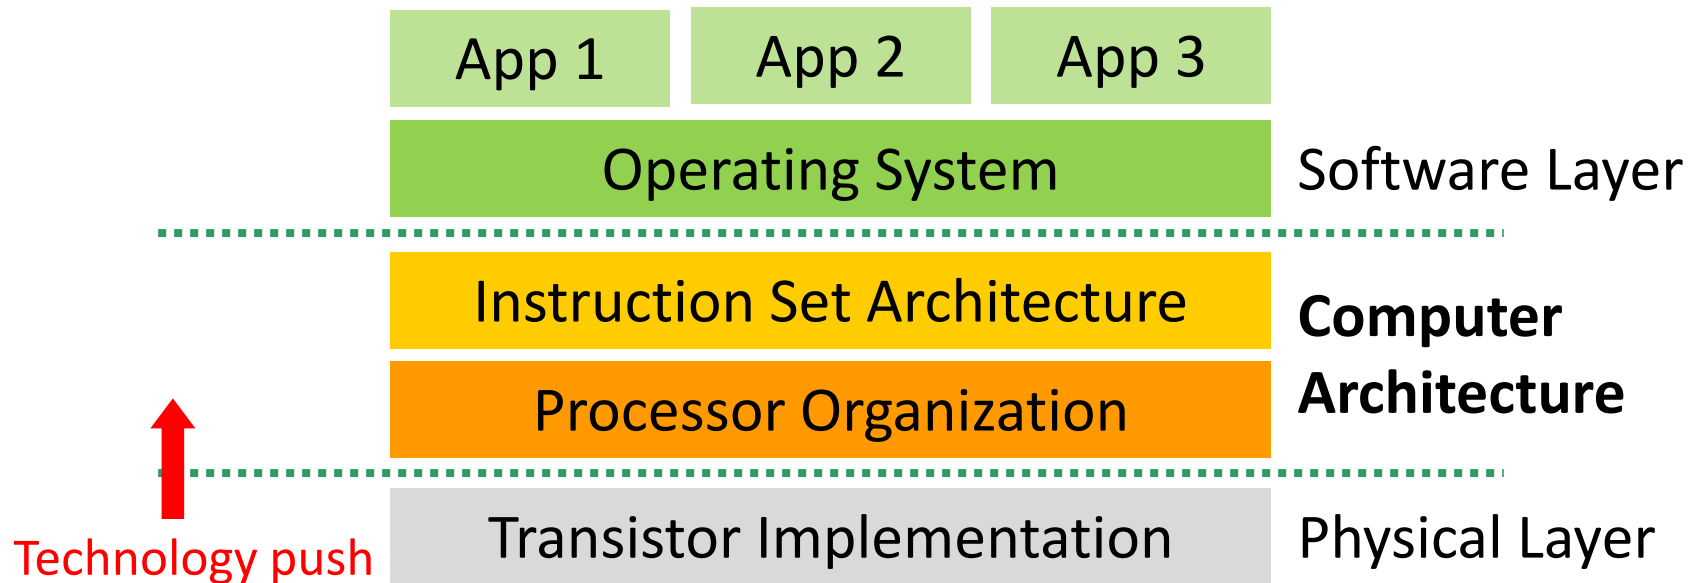 App 1
App 2
App 3
Operating System
Software Layer
Instruction Set Architecture
Computer
Architecture
Processor Organization
Technology push
Transistor Implementation
Physical Layer